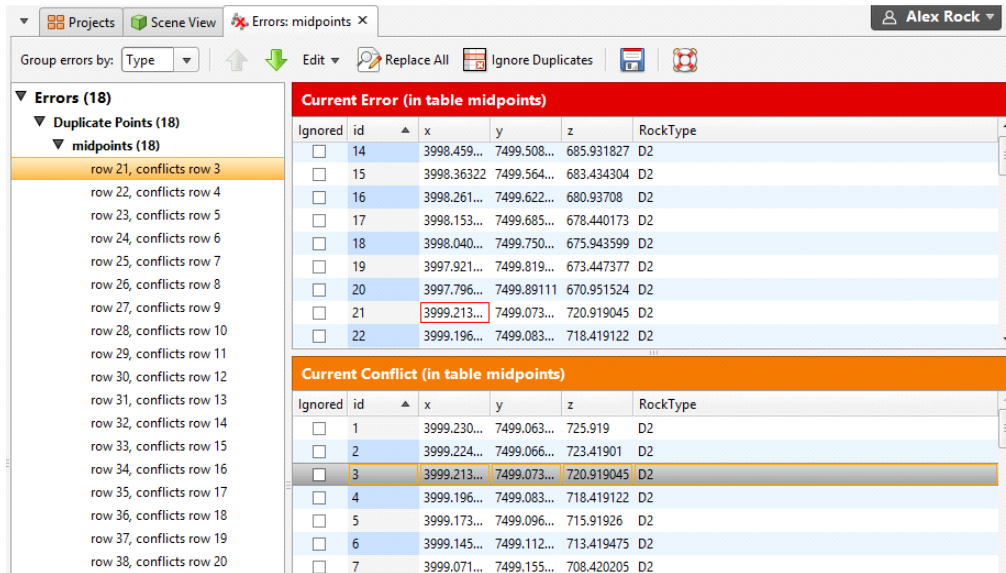 Projects Scene View Errors: midpoints Alex Rock
Group errors by: Type Edit Replace All Ignore Duplicates
Errors (18)
Duplicate Points (18)
midpoints (18)
row 21, conflicts row 3
row 22, conflicts row 4
row 23, conflicts row 5
row 24, conflicts row 6
row 25, conflicts row 7
row 26, conflicts row 8
row 27, conflicts row 9
row 28, conflicts row 10
row 29, conflicts row 11
row 30, conflicts row 12
row 31, conflicts row 13
row 32, conflicts row 14
row 33, conflicts row 15
row 34, conflicts row 16
row 35, conflicts row 17
row 36, conflicts row 18
row 37, conflicts row 19
row 38, conflicts row 20
Current Error (in table midpoints)
Ignored id x y z RockType
14 3998.459... 7499.508... 685.931827 D2
15 3998.36322 7499.564... 683.434304 D2
16 3998.261... 7499.622... 680.93708 D2
17 3998.153... 7499.685... 678.440173 D2
18 3998.040... 7499.750... 675.943599 D2
19 3997.921... 7499.819... 673.447377 D2
20 3997.796... 7499.89111 670.951524 D2
21 3999.213... 7499.073... 720.919045 D2
22 3999.196... 7499.083... 718.419122 D2
Current Conflict (in table midpoints)
Ignored id x y z RockType
1 3999.230... 7499.063... 725.919 D2
2 3999.224... 7499.066... 723.41901 D2
3 3999.213... 7499.073... 720.919045 D2
4 3999.196... 7499.083... 718.419122 D2
5 3999.173... 7499.096... 715.91926 D2
6 3999.145... 7499.112... 713.419475 D2
7 3999.071... 7499.155... 708.420205 D2